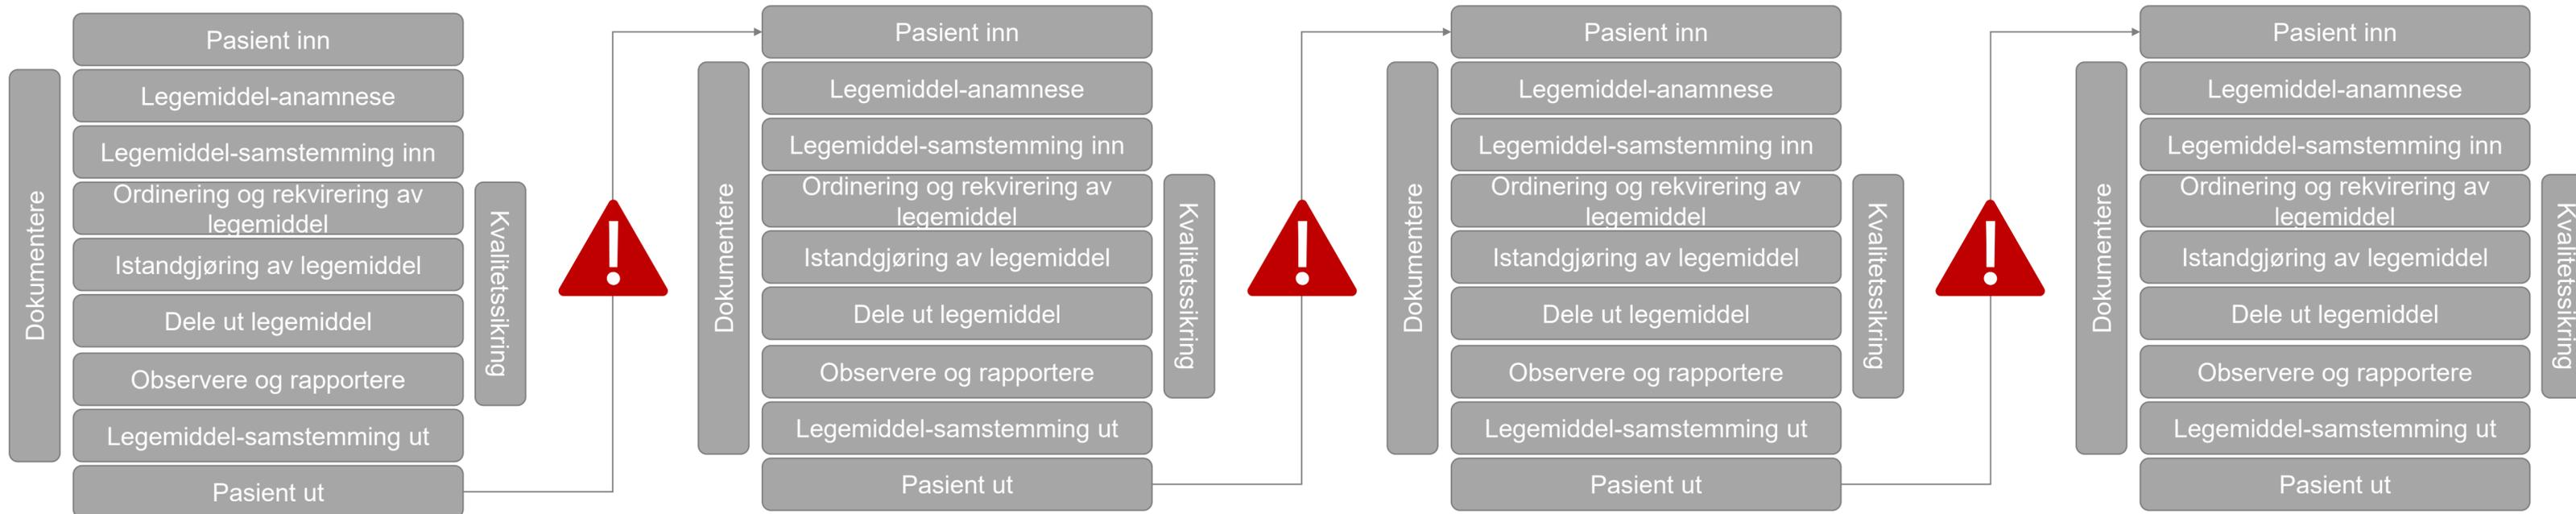 Pasient inn
Dokumentere
Legemiddel-anamnese
Legemiddel-samstemming inn
Ordinering og rekvirering av
legemiddel
Istandgjøring av legemiddel
Dele ut legemiddel
Observere og rapportere
Legemiddel-samstemming ut
Pasient ut
Kvalitetssikring
!
Pasient inn
Dokumentere
Legemiddel-anamnese
Legemiddel-samstemming inn
Ordinering og rekvirering av
legemiddel
Istandgjøring av legemiddel
Dele ut legemiddel
Observere og rapportere
Legemiddel-samstemming ut
Pasient ut
Kvalitetssikring
!
Pasient inn
Dokumentere
Legemiddel-anamnese
Legemiddel-samstemming inn
Ordinering og rekvirering av
legemiddel
Istandgjøring av legemiddel
Dele ut legemiddel
Observere og rapportere
Legemiddel-samstemming ut
Pasient ut
Kvalitetssikring
!
Pasient inn
Dokumentere
Legemiddel-anamnese
Legemiddel-samstemming inn
Ordinering og rekvirering av
legemiddel
Istandgjøring av legemiddel
Dele ut legemiddel
Observere og rapportere
Legemiddel-samstemming ut
Pasient ut
Kvalitetssikring